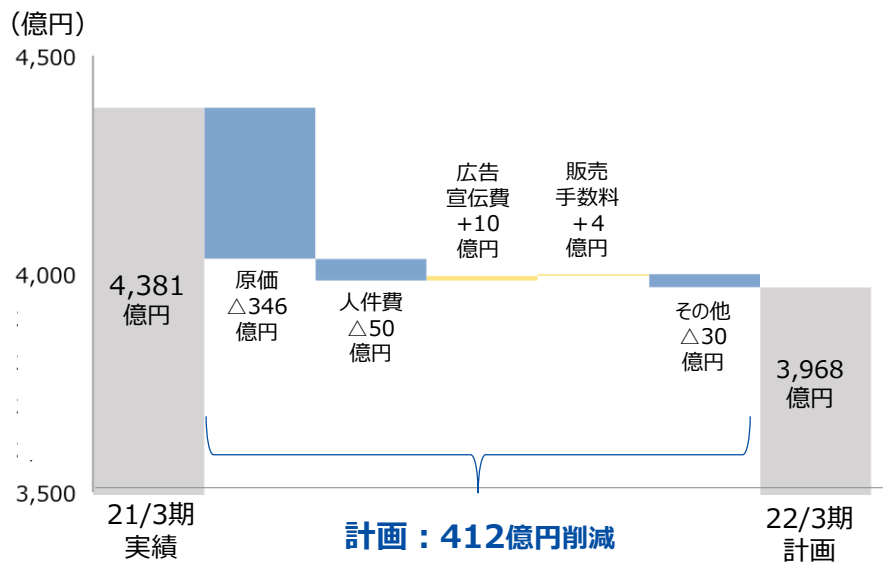 （億円）
4,500
4,000
3,500
4,381
億円
21/3期
実績
原価
△346
億円
人件費
△50
億円
広告
宣伝費
+10
億円
販売
手数料
＋4
億円
その他
△30
億円
3,968
億円
22/3期
計画
計画：412億円削減